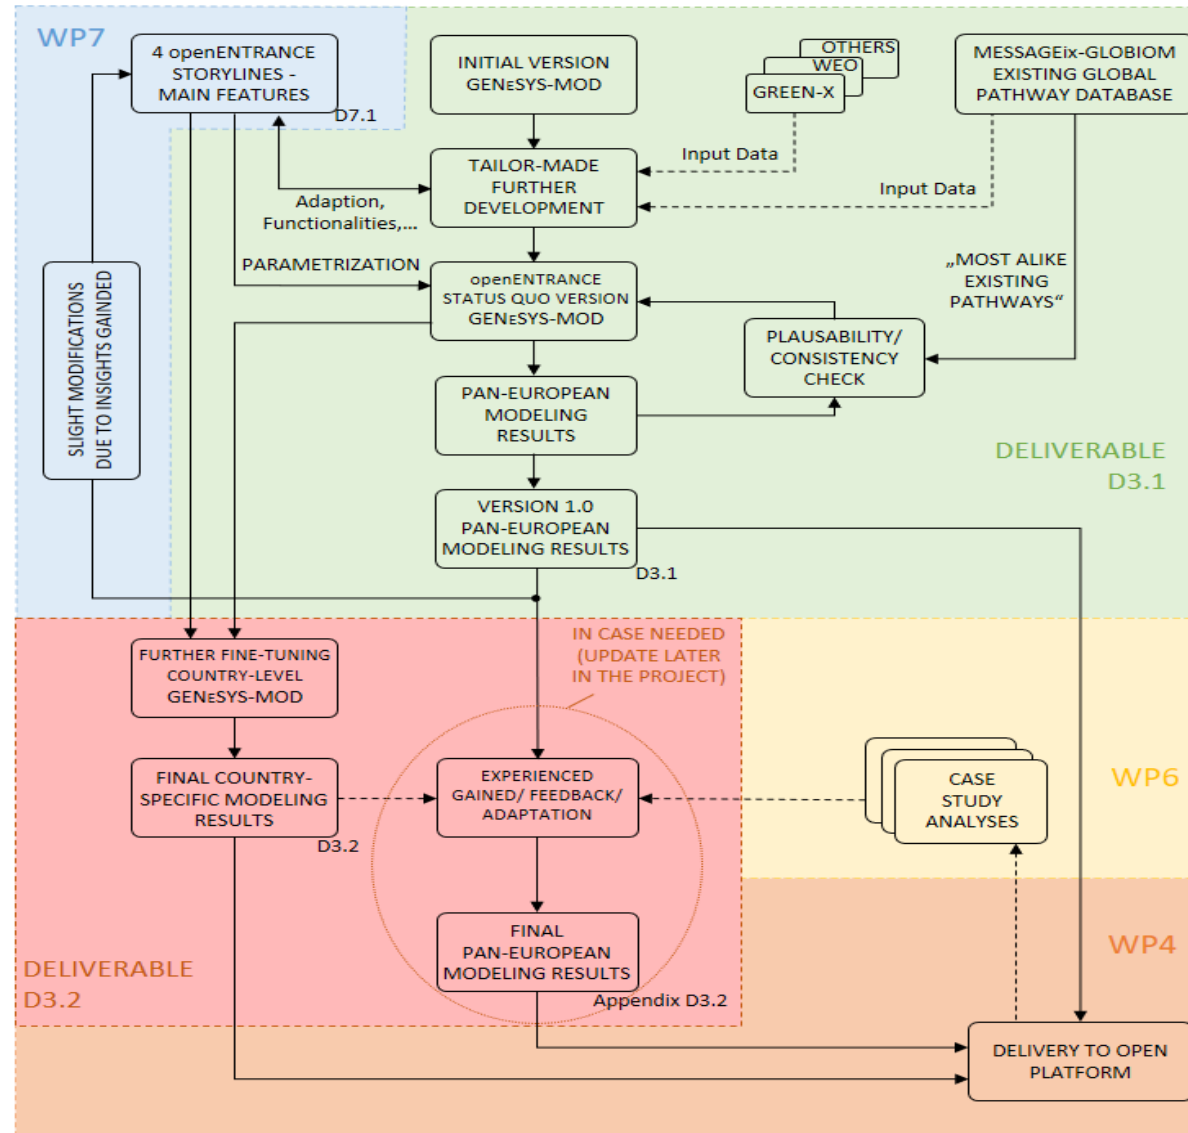 WP7
4 openENTRANCE
STORYLINES -
MAIN FEATURES
D7.1
INITIAL VERSION
GENeSYS-MOD
OTHERS
WEO
GREEN-X
MESSAGEix-GLOBIOM
EXISTING GLOBAL
PATHWAY DATABASE
Input Data
Input Data
TAILOR-MADE
FURTHER
DEVELOPMENT
Adaption,
Functionalities,...
PARAMETRIZATION
openENTRANCE
STATUS QUO VERSION
GENeSYS-MOD
„MOST ALIKE
EXISTING
PATHWAYS“
PLAUSABILITY/
CONSISTENCY
CHECK
SLIGHT MODIFICATIONS
DUE TO INSIGHTS GAINDED
PAN-EUROPEAN
MODELING
RESULTS
DELIVERABLE
D3.1
VERSION 1.0
PAN-EUROPEAN
MODELING RESULTS
D3.1
FURTHER FINE-TUNING
COUNTRY-LEVEL
GENeSYS-MOD
IN CASE NEEDED
(UPDATE LATER
IN THE PROJECT)
FINAL COUNTRY-
SPECIFIC MODELING
RESULTS
D3.2
EXPERIENCED
GAINED/ FEEDBACK/
ADAPTATION
CASE
STUDY
ANALYSES
WP6
FINAL
PAN-EUROPEAN
MODELING RESULTS
Appendix D3.2
DELIVERABLE
D3.2
WP4
DELIVERY TO OPEN
PLATFORM